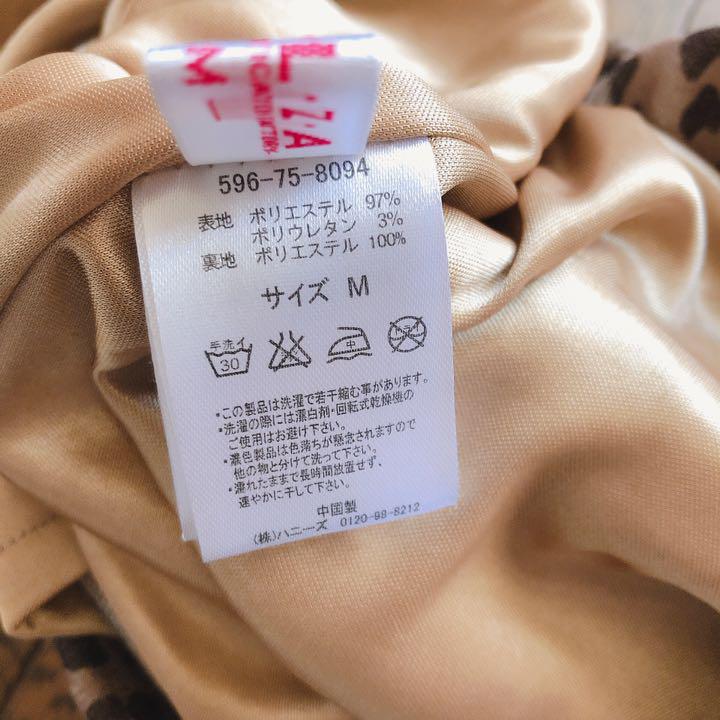 L・Z・A
M
596-75-8094
表地 ポリエステル 97%
ポリウレタン 3%
裏地 ポリエステル 100%
サイズ M
手洗イ
30
中
・この製品は洗濯で若干縮む事があります。
・洗濯の際には漂白剤・回転式乾燥機の
ご使用はお避け下さい。
・濃色製品は色落ちが懸念されますので
他の物と分けて洗って下さい。
・濡れたままで長時間放置せず、
速やかに干して下さい。
中国製
(株)ハニーズ 0120-98-8212